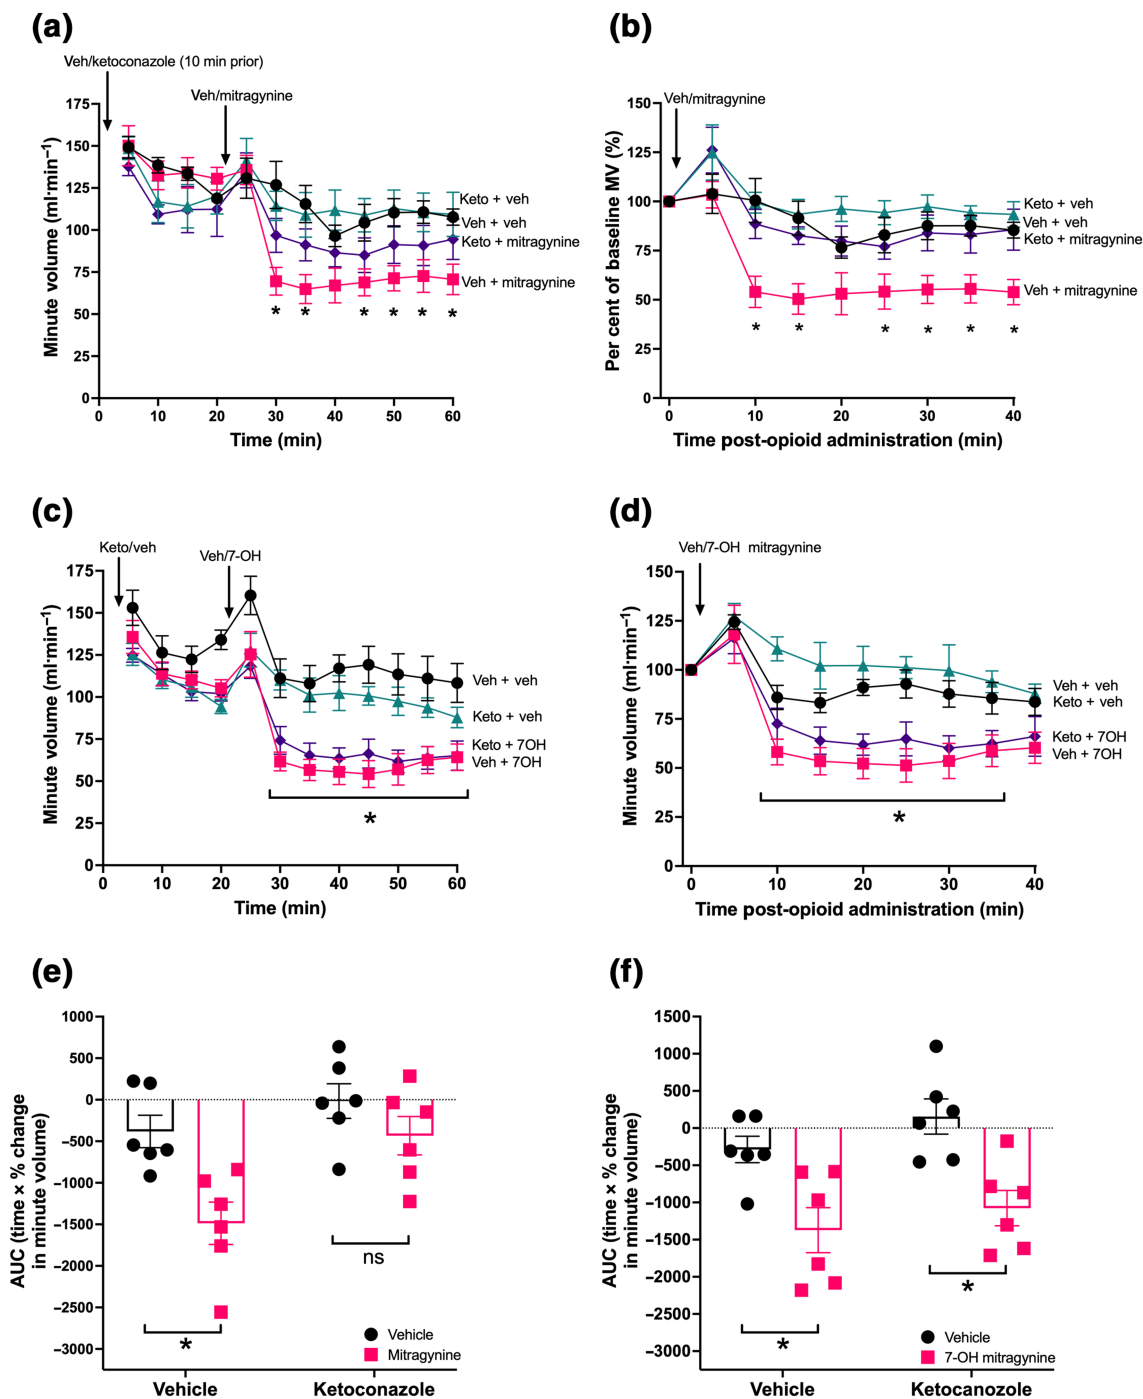 (a)
Veh/ketoconazole (10 min prior)
Veh/mitragynine
Minute volume (ml·min−1)
175
150
125
100
75
50
25
0
Keto + veh
Veh + veh
Keto + mitragynine
Veh + mitragynine
* * * * * *
0 10 20 30 40 50 60
Time (min)
(b)
Veh/mitragynine
Per cent of baseline MV (%)
150
125
100
75
50
25
0
Keto + veh
Veh + veh
Keto + mitragynine
Veh + mitragynine
* * * * * *
0 10 20 30 40
Time post-opioid administration (min)
(c)
Keto/veh
Veh/7-OH
Minute volume (ml·min−1)
175
150
125
100
75
50
25
0
Veh + veh
Keto + veh
Keto + 7OH
Veh + 7OH
*
0 10 20 30 40 50 60
Time (min)
(d)
Veh/7-OH mitragynine
Minute volume (ml·min−1)
150
125
100
75
50
25
0
Veh + veh
Keto + veh
Keto + 7OH
Veh + 7OH
*
0 10 20 30 40
Time post-opioid administration (min)
(e)
AUC (time × % change
in minute volume)
1000
500
0
−500
−1000
−1500
−2000
−2500
−3000
*
ns
Vehicle
Mitragynine
Vehicle Ketoconazole
(f)
AUC (time × % change
in minute volume)
1500
1000
500
0
−500
−1000
−1500
−2000
−2500
−3000
*
*
Vehicle
7-OH mitragynine
Vehicle Ketocanozole